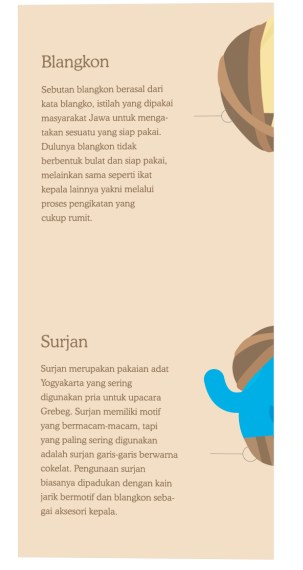 Blangkon
Sebutan blangkon berasal dari
kata blangko, istilah yang dipakai
masyarakat Jawa untuk menga-
takan sesuatu yang siap pakai.
Dulunya blangkon tidak
berbentuk bulat dan siap pakai,
melainkan sama seperti ikat
kepala lainnya yakni melalui
proses pengikatan yang
cukup rumit.
Surjan
Surjan merupakan pakaian adat
Yogyakarta yang sering
digunakan pria untuk upacara
Grebeg. Surjan memiliki motif
yang bermacam-macam, tapi
yang paling sering digunakan
adalah surjan garis-garis berwarna
cokelat. Pengunaan surjan
biasanya dipadukan dengan kain
jarik bermotif dan blangkon seba-
gai aksesori kepala.